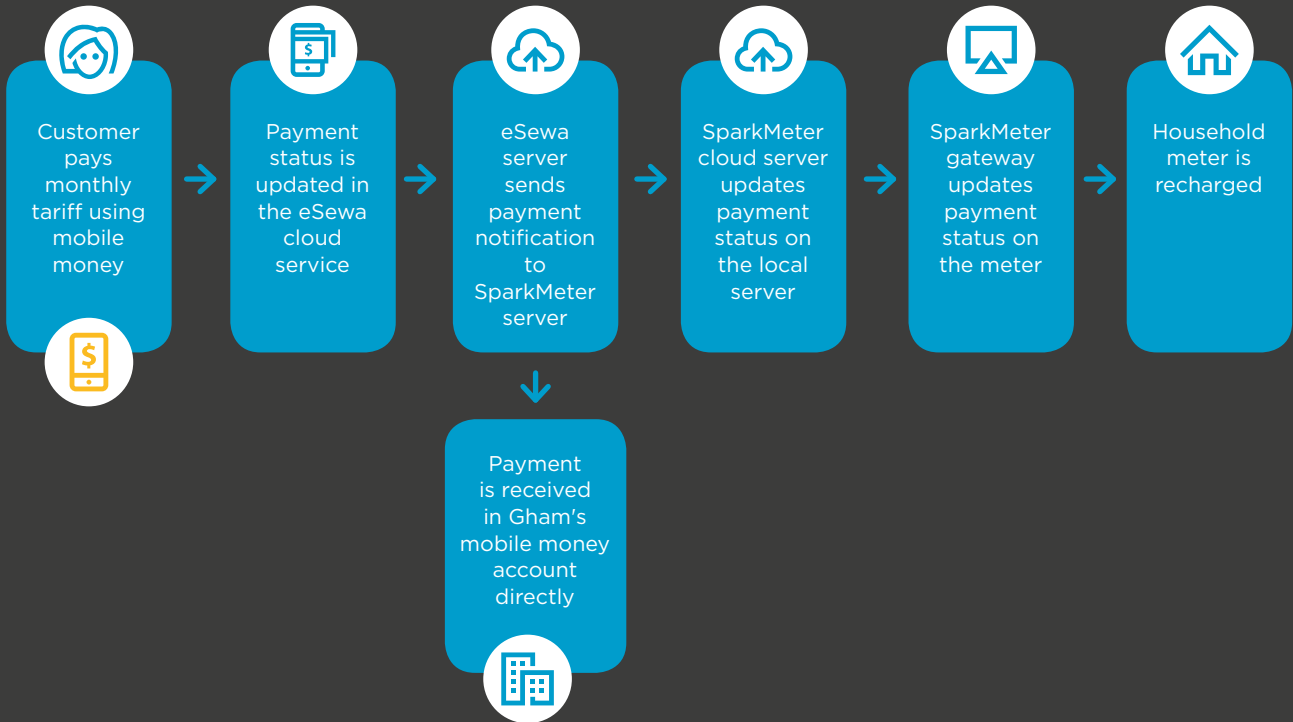 Customer
pays
monthly
tariff using
mobile
money
$
Payment
status is
updated in
the eSewa
cloud
service
$
eSewa
server
sends
payment
notification
to
SparkMeter
server
SparkMeter
cloud server
updates
payment
status on
the local
server
SparkMeter
gateway
updates
payment
status on
the meter
Household
meter is
recharged
Payment
is received
in Gham's
mobile money
account
directly